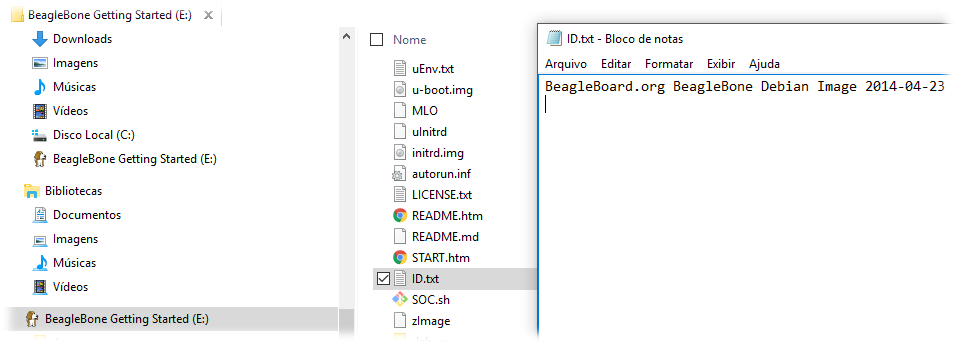 BeagleBone Getting Started (E:)
Downloads
Imagens
Músicas
Vídeos
Disco Local (C:)
BeagleBone Getting Started (E:)
Bibliotecas
Documentos
Imagens
Músicas
Vídeos
BeagleBone Getting Started (E:)
Nome
uEnv.txt
u-boot.img
MLO
uInitrd
initrd.img
autorun.inf
LICENSE.txt
README.htm
README.md
START.htm
ID.txt
SOC.sh
zImage
ID.txt - Bloco de notas
Arquivo Editar Formatar Exibir Ajuda
BeagleBoard.org BeagleBone Debian Image 2014-04-23